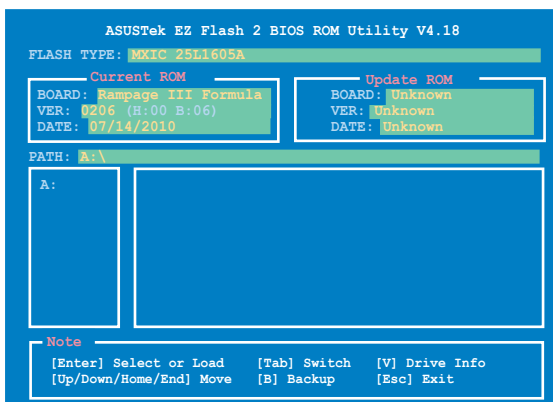 ASUSTek EZ Flash 2 BIOS ROM Utility V4.18
FLASH TYPE: MXIC 25L1605A
Current ROM
BOARD: Rampage III Formula
VER: 0206 (H:00 B:06)
DATE: 07/14/2010
Update ROM
BOARD: Unknown
VER: Unknown
DATE: Unknown
PATH: A:\
A:
Note
[Enter] Select or Load [Tab] Switch [V] Drive Info
[Up/Down/Home/End] Move [B] Backup [Esc] Exit